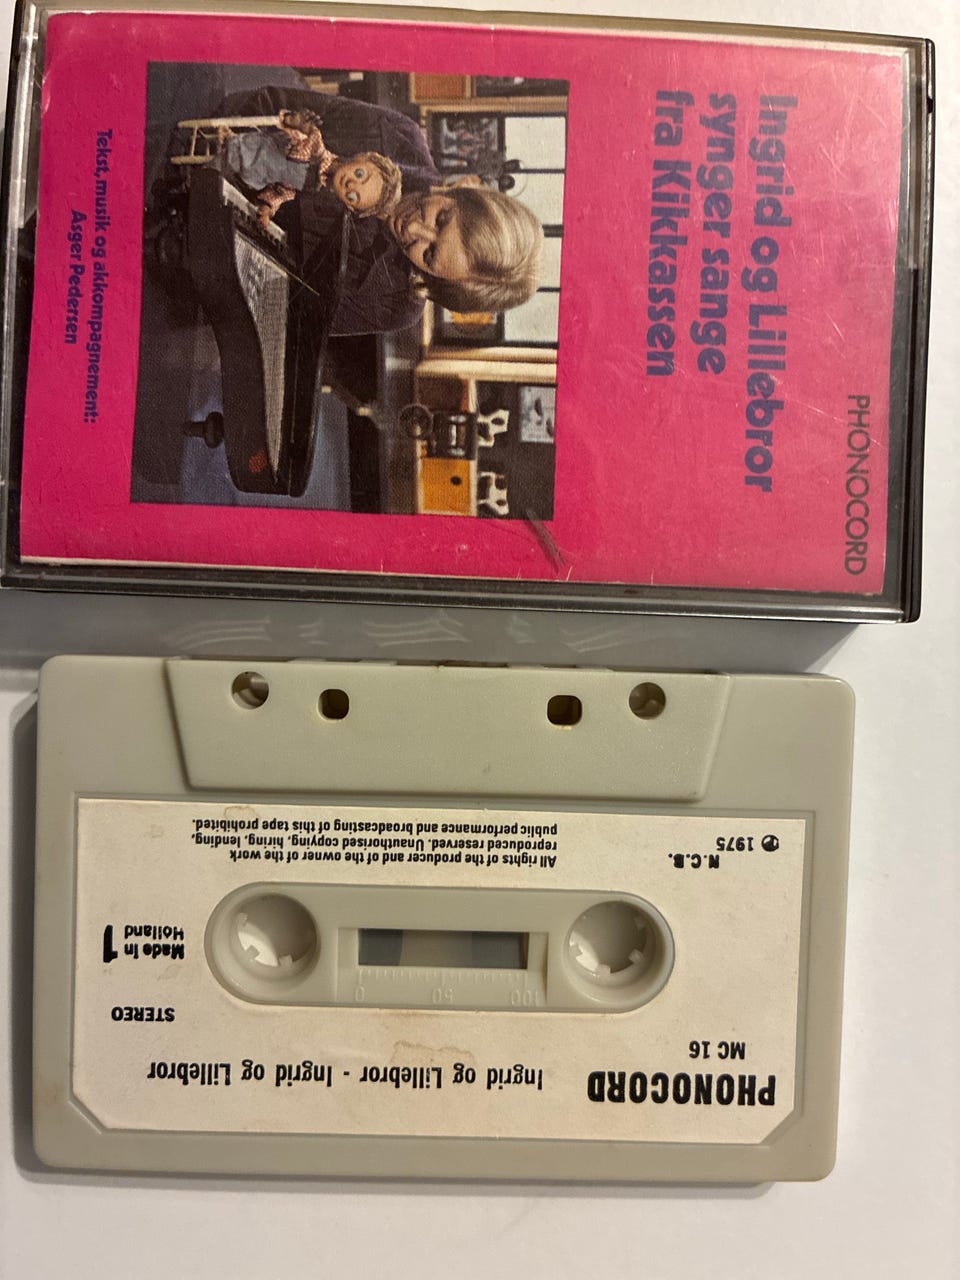 PHONOCORD
Ingrid og Lillebror
synger sange
fra Kikkassen
Tekst, musik og akkompagnement:
Asger Pedersen
PHONOCORD
Ingrid og Lillebror - Ingrid og Lillebror
MC 16
STEREO
100 50 0
Made in
Holland
1
All rights of the producer and of the owner of the work
reproduced reserved. Unauthorised copying, hiring, lending,
public performance and broadcasting of this tape prohibited.
N.C.B.
℗ 1975